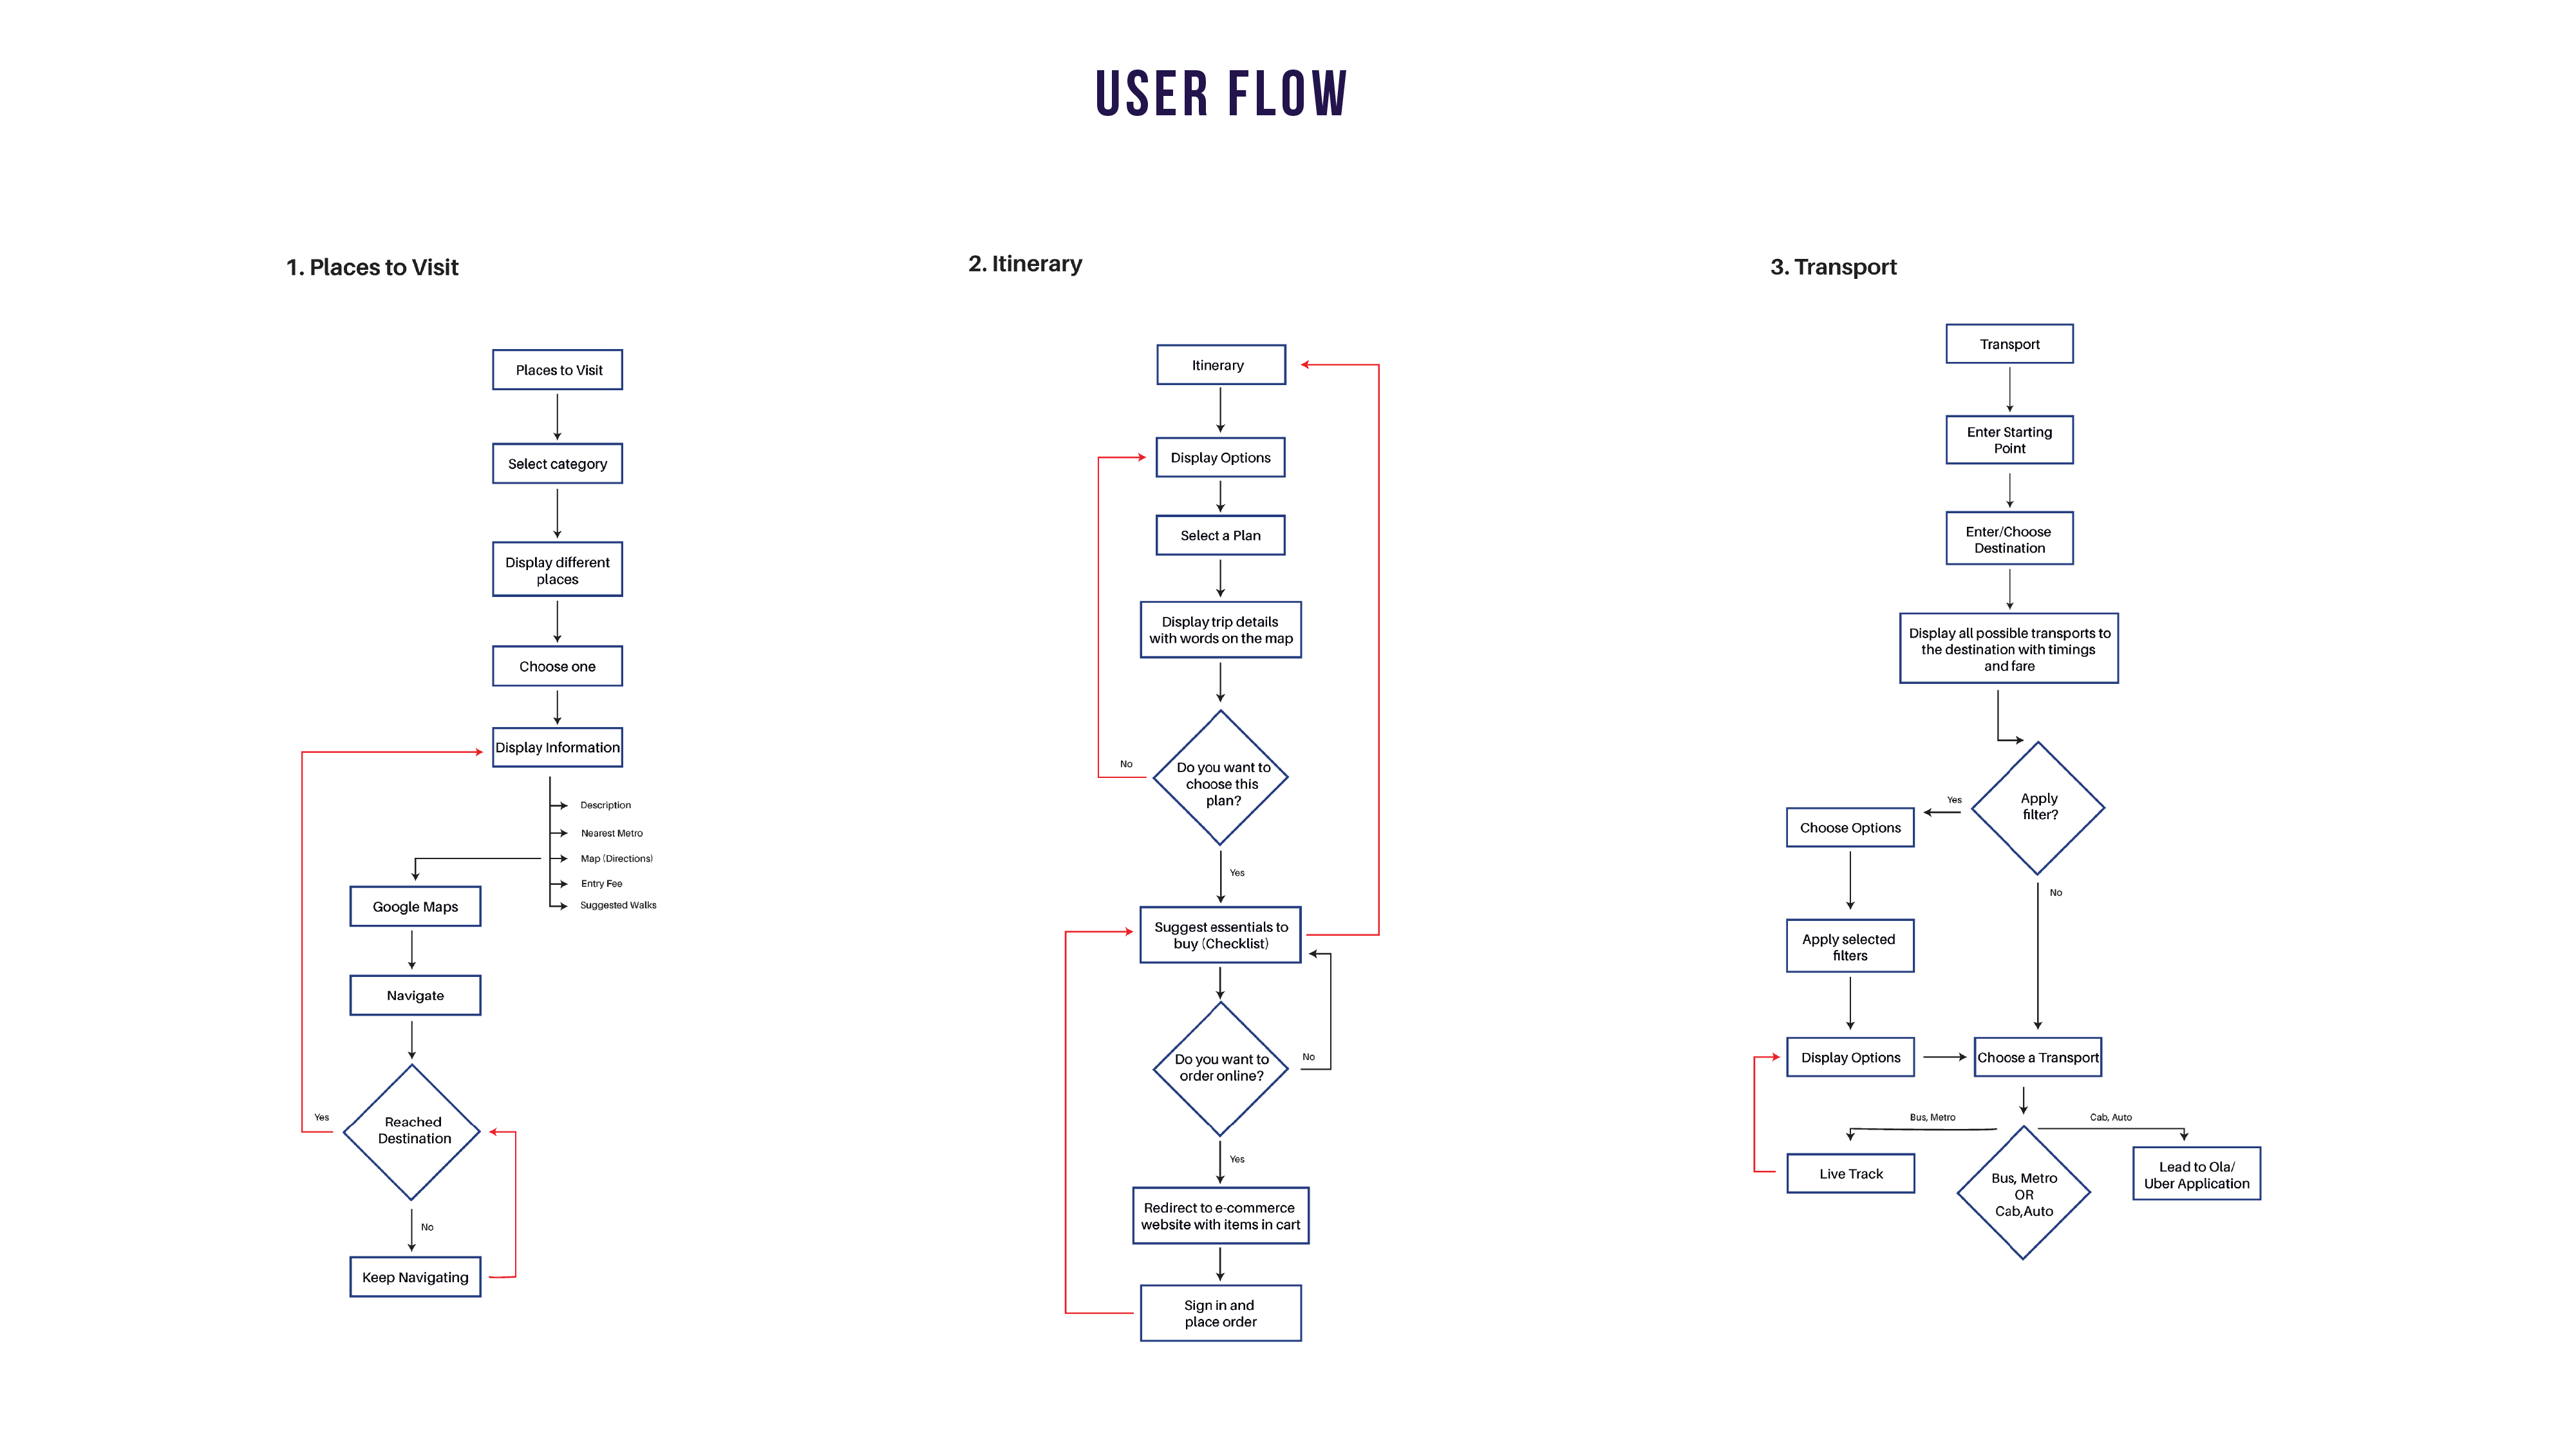 USER FLOW
1. Places to Visit
Places to Visit
Select category
Display different
places
Choose one
Display Information
Description
Nearest Metro
Map (Directions)
Entry Fee
Suggested Walks
Google Maps
Navigate
Reached
Destination
Yes
No
Keep Navigating
2. Itinerary
Itinerary
Display Options
Select a Plan
Display trip details
with words on the map
Do you want to
choose this
plan?
No
Yes
Suggest essentials to
buy (Checklist)
Do you want to
order online?
No
Yes
Redirect to e-commerce
website with items in cart
Sign in and
place order
3. Transport
Transport
Enter Starting
Point
Enter/Choose
Destination
Display all possible transports to
the destination with timings
and fare
Apply
filter?
Yes
No
Choose Options
Apply selected
filters
Display Options
Choose a Transport
Bus, Metro
Cab, Auto
Live Track
Bus, Metro
OR
Cab,Auto
Lead to Ola/
Uber Application